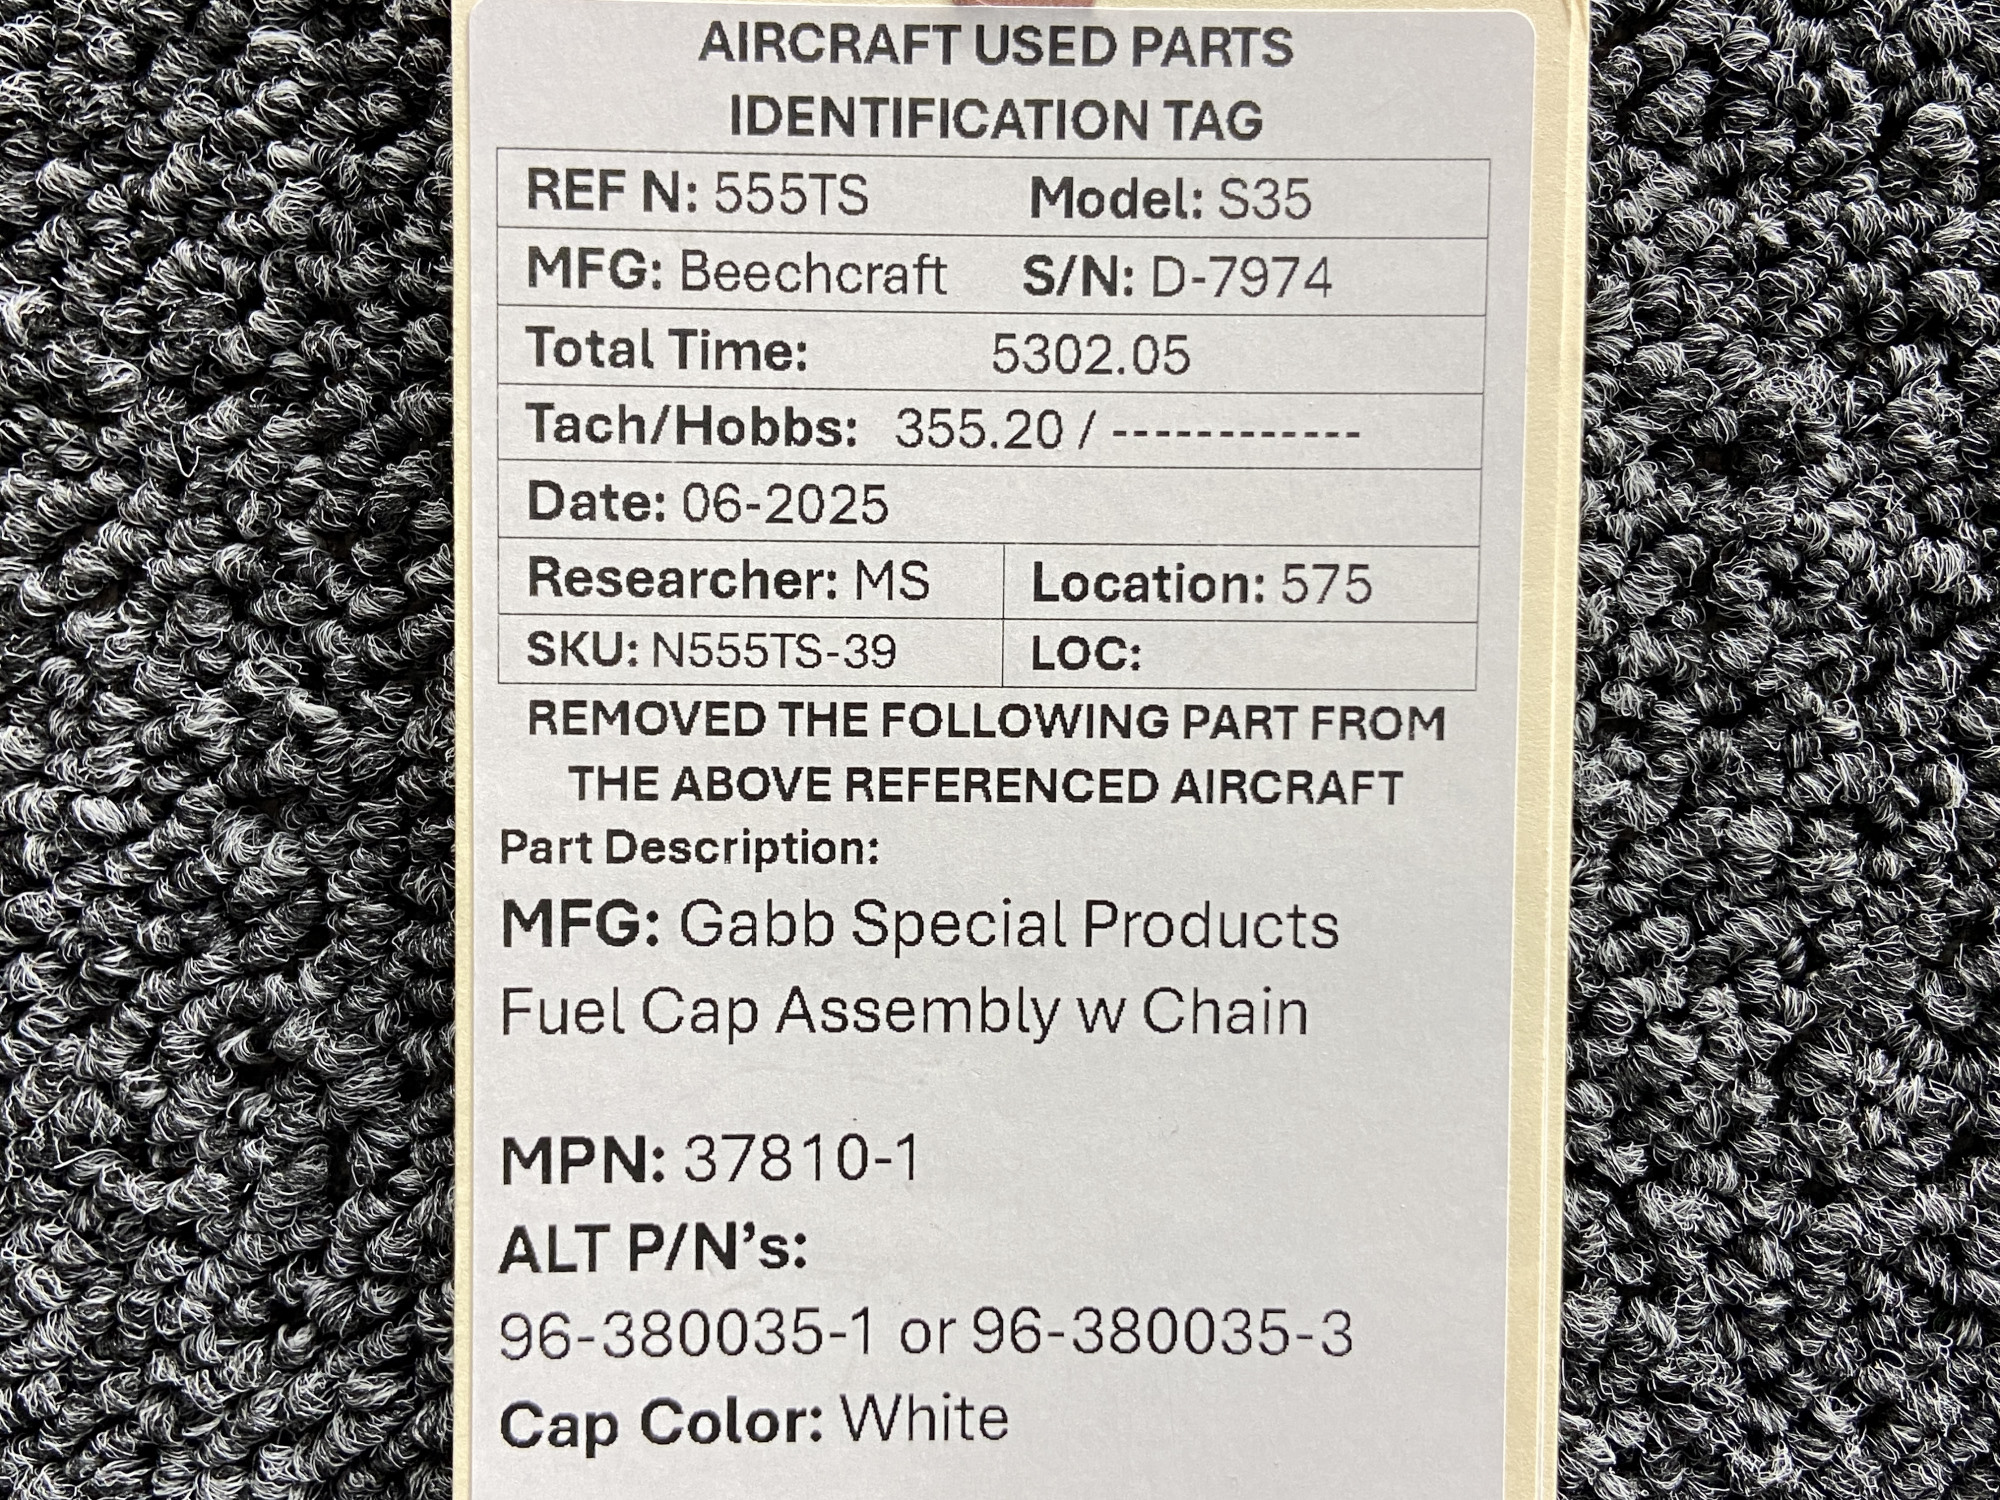 AIRCRAFT USED PARTS
IDENTIFICATION TAG
REF N: 555TS Model: S35
MFG: Beechcraft S/N: D-7974
Total Time: 5302.05
Tach/Hobbs: 355.20 / ------------
Date: 06-2025
Researcher: MS Location: 575
SKU: N555TS-39 LOC:
REMOVED THE FOLLOWING PART FROM
THE ABOVE REFERENCED AIRCRAFT
Part Description:
MFG: Gabb Special Products
Fuel Cap Assembly w Chain
MPN: 37810-1
ALT P/N's:
96-380035-1 or 96-380035-3
Cap Color: White